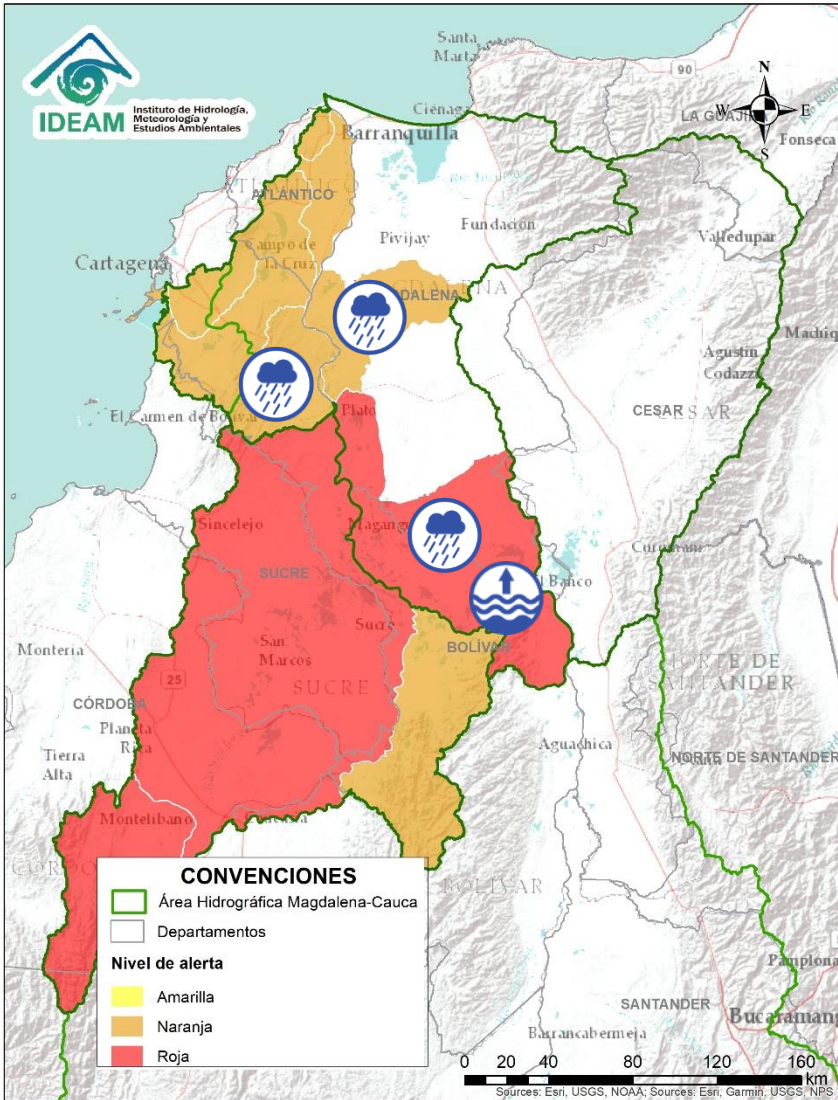 IDEAM
Instituto de Hidrología,
Meteorología y
Estudios Ambientales
Santa
Marta
90
N
W
E
S
Ciénaga
LA GUAJIRA
Fonseca
Barranquilla
ATLÁNTICO
Pivijay
Fundación
Valledupar
Campo de
la Cruz
Cartagena
Agustín
Codazzi
El Carmen de Bolívar
Plato
CESAR
CESAR
Sincelejo
SUCRE
El Banco
Sucre
BOLÍVAR
San
Marcos
SUCRE
Montería
25
CÓRDOBA
Planeta
Rica
Tierra
Alta
NORTE DE
SANTANDER
Aguachica
NORTE DE SANTANDER
Montelíbano
BOLÍVAR
CONVENCIONES
Área Hidrográfica Magdalena-Cauca
Departamentos
Nivel de alerta
Amarilla
Naranja
Roja
Pamplona
SANTANDER
Barrancabermeja
0 20 40 80 120 160
km
Sources: Esri, USGS, NOAA; Sources: Esri, Garmin, USGS, NPS